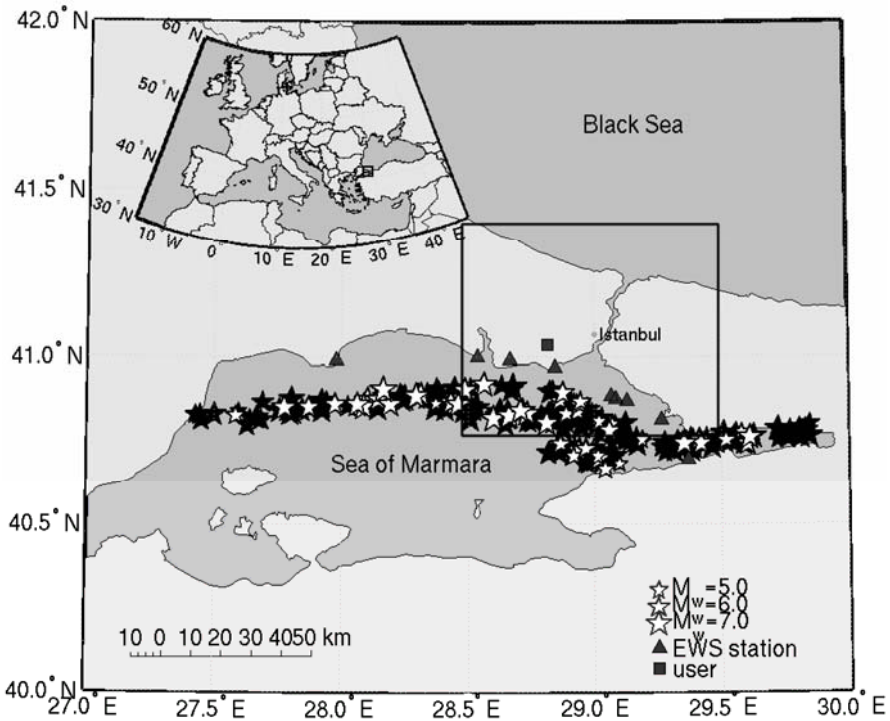 42.0° N
60° N
50° N
40° N
30° N
10° W
0°
10° E
20° E
30° E
40° E
Black Sea
41.5° N
Istanbul
41.0° N
Sea of Marmara
40.5° N
Mw=5.0
Mw=6.0
Mw=7.0
EWS station
user
10 0 10 20 30 4050 km
40.0° N
27.0° E
27.5° E
28.0° E
28.5° E
29.0° E
29.5° E
30.0° E